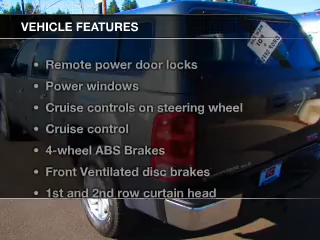 VEHICLE FEATURES
• Remote power door locks
• Power windows
• Cruise controls on steering wheel
• Cruise control
• 4-wheel ABS Brakes
• Front Ventilated disc brakes
• 1st and 2nd row curtain head